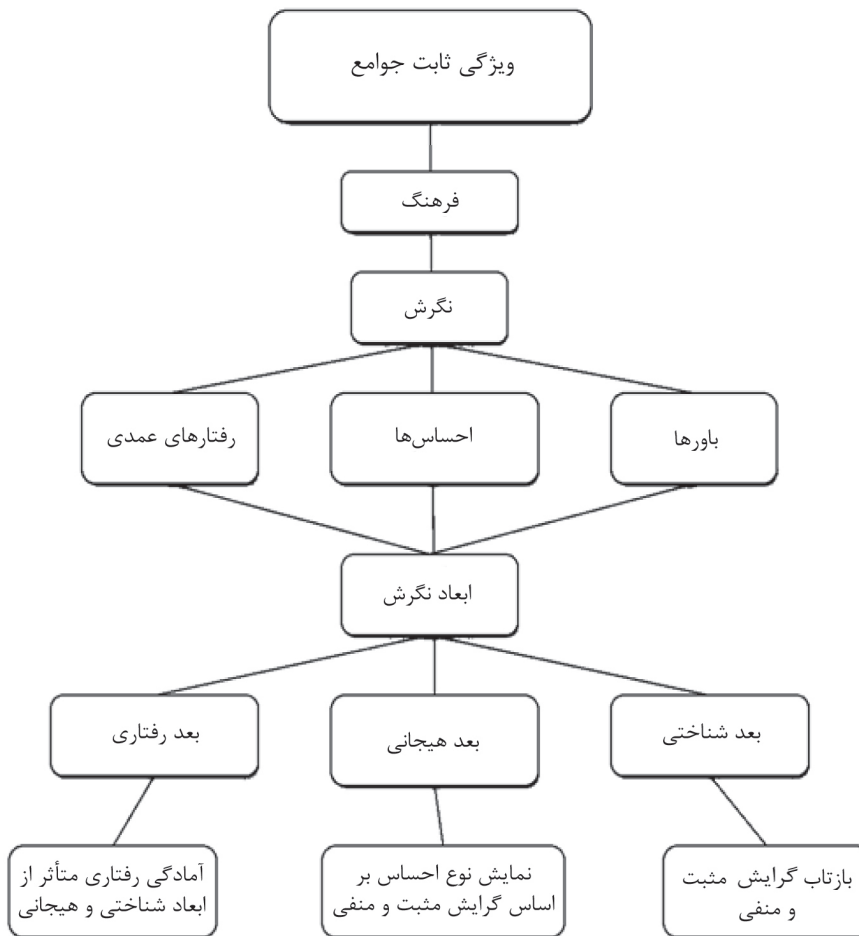 ویژگی ثابت جوامع
فرهنگ
نگرش
باورها
احساس‌ها
رفتارهای عمدی
ابعاد نگرش
بعد شناختی
بعد هیجانی
بعد رفتاری
بازتاب گرایش مثبت
و منفی
نمایش نوع احساس بر
اساس گرایش مثبت و منفی
آمادگی رفتاری متأثر از
ابعاد شناختی و هیجانی